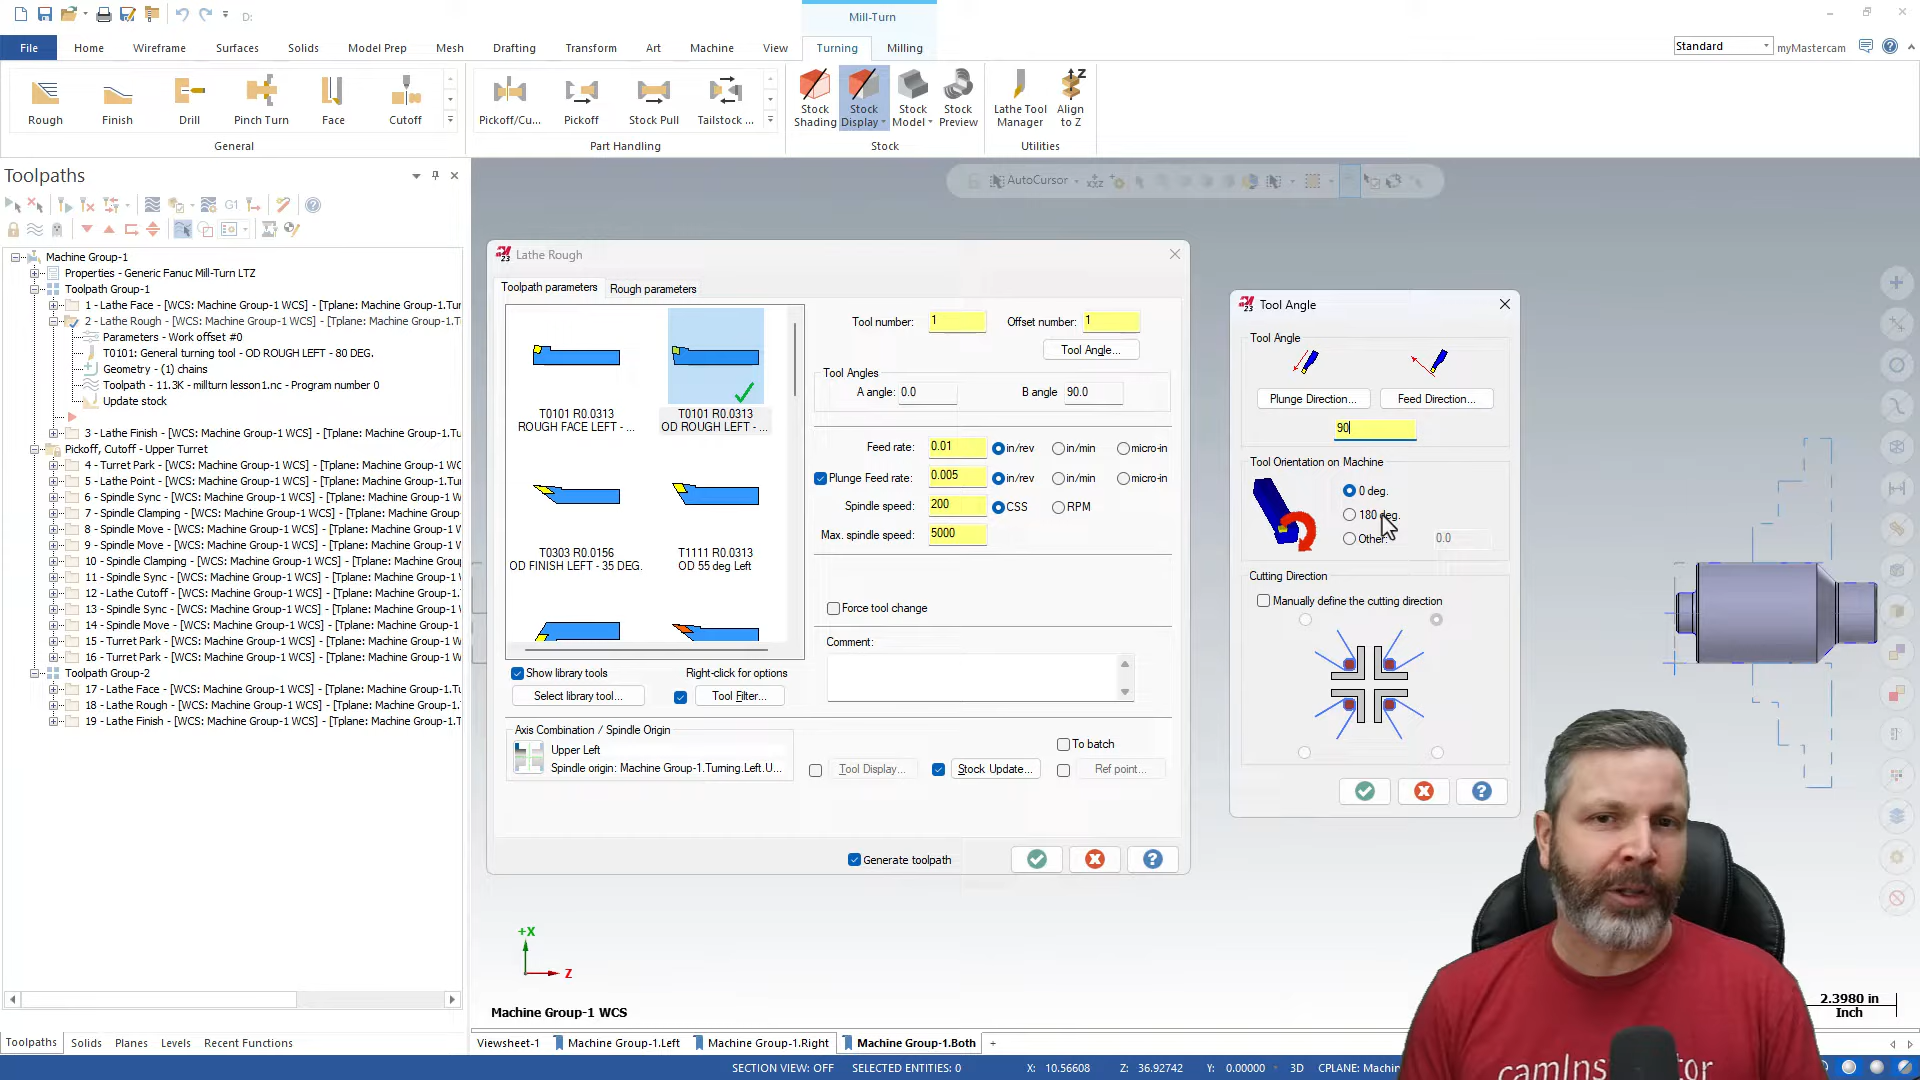 D:
Mill-Turn
File
Home
Wireframe
Surfaces
Solids
Model Prep
Mesh
Drafting
Transform
Art
Machine
View
Turning
Milling
Standard
myMastercam
Rough
Finish
Drill
Pinch Turn
Face
Cutoff
Pickoff/Cu...
Pickoff
Stock Pull
Tailstock ...
Stock Shading
Stock Display
Stock Model
Stock Preview
Lathe Tool Manager
Align to Z
General
Part Handling
Stock
Utilities
Toolpaths
AutoCursor
G1
Machine Group-1
Properties - Generic Fanuc Mill-Turn LTZ
Toolpath Group-1
1 - Lathe Face - [WCS: Machine Group-1 WCS] - [Tplane: Machine Group-1.Tur
2 - Lathe Rough - [WCS: Machine Group-1 WCS] - [Tplane: Machine Group-1.T
Parameters - Work offset #0
T0101: General turning tool - OD ROUGH LEFT - 80 DEG.
Geometry - (1) chains
Toolpath - 11.3K - millturn lesson1.nc - Program number 0
Update stock
3 - Lathe Finish - [WCS: Machine Group-1 WCS] - [Tplane: Machine Group-1.Tu
Pickoff, Cutoff - Upper Turret
4 - Turret Park - [WCS: Machine Group-1 WCS] - [Tplane: Machine Group-1.Tu
5 - Lathe Point - [WCS: Machine Group-1 WCS] - [Tplane: Machine Group-1.Tu
6 - Spindle Sync - [WCS: Machine Group-1 WCS] - [Tplane: Machine Group-1.T
7 - Spindle Clamping - [WCS: Machine Group-1 WCS] - [Tplane: Machine Grou
8 - Spindle Move - [WCS: Machine Group-1 WCS] - [Tplane: Machine Group-1
9 - Spindle Move - [WCS: Machine Group-1 WCS] - [Tplane: Machine Group-1
10 - Spindle Clamping - [WCS: Machine Group-1 WCS] - [Tplane: Machine Gro
11 - Spindle Sync - [WCS: Machine Group-1 WCS] - [Tplane: Machine Group-1
12 - Lathe Cutoff - [WCS: Machine Group-1 WCS] - [Tplane: Machine Group-1.
13 - Spindle Sync - [WCS: Machine Group-1 WCS] - [Tplane: Machine Group-1
14 - Spindle Move - [WCS: Machine Group-1 WCS] - [Tplane: Machine Group-
15 - Turret Park - [WCS: Machine Group-1 WCS] - [Tplane: Machine Group-1.T
16 - Turret Park - [WCS: Machine Group-1 WCS] - [Tplane: Machine Group-1.T
Toolpath Group-2
17 - Lathe Face - [WCS: Machine Group-1 WCS] - [Tplane: Machine Group-1.Tu
18 - Lathe Rough - [WCS: Machine Group-1 WCS] - [Tplane: Machine Group-1.
19 - Lathe Finish - [WCS: Machine Group-1 WCS] - [Tplane: Machine Group-1.T
23 Lathe Rough
Toolpath parameters
Rough parameters
T0101 R0.0313
ROUGH FACE LEFT - ...
T0101 R0.0313
OD ROUGH LEFT - ...
T0303 R0.0156
OD FINISH LEFT - 35 DEG.
T1111 R0.0313
OD 55 deg Left
Show library tools
Right-click for options
Select library tool...
Tool Filter...
Axis Combination / Spindle Origin
Upper Left
Spindle origin: Machine Group-1.Turning.Left.U...
Tool number: 1
Offset number: 1
Tool Angle...
Tool Angles
A angle: 0.0
B angle 90.0
Feed rate: 0.01 in/rev in/min micro-in
Plunge Feed rate: 0.005 in/rev in/min micro-in
Spindle speed: 200 CSS RPM
Max. spindle speed: 5000
Force tool change
Comment:
To batch
Tool Display...
Stock Update...
Ref point...
Generate toolpath
23 Tool Angle
Tool Angle
Plunge Direction...
Feed Direction...
90
Tool Orientation on Machine
0 deg.
180 deg.
Other: 0.0
Cutting Direction
Manually define the cutting direction
+X
Z
Machine Group-1 WCS
2.3980 in
Inch
camInstructor
Toolpaths
Solids
Planes
Levels
Recent Functions
Viewsheet-1
Machine Group-1.Left
Machine Group-1.Right
Machine Group-1.Both
+
SECTION VIEW: OFF
SELECTED ENTITIES: 0
X: 10.56608
Z: 36.92742
Y: 0.00000
3D
CPLANE: Machin